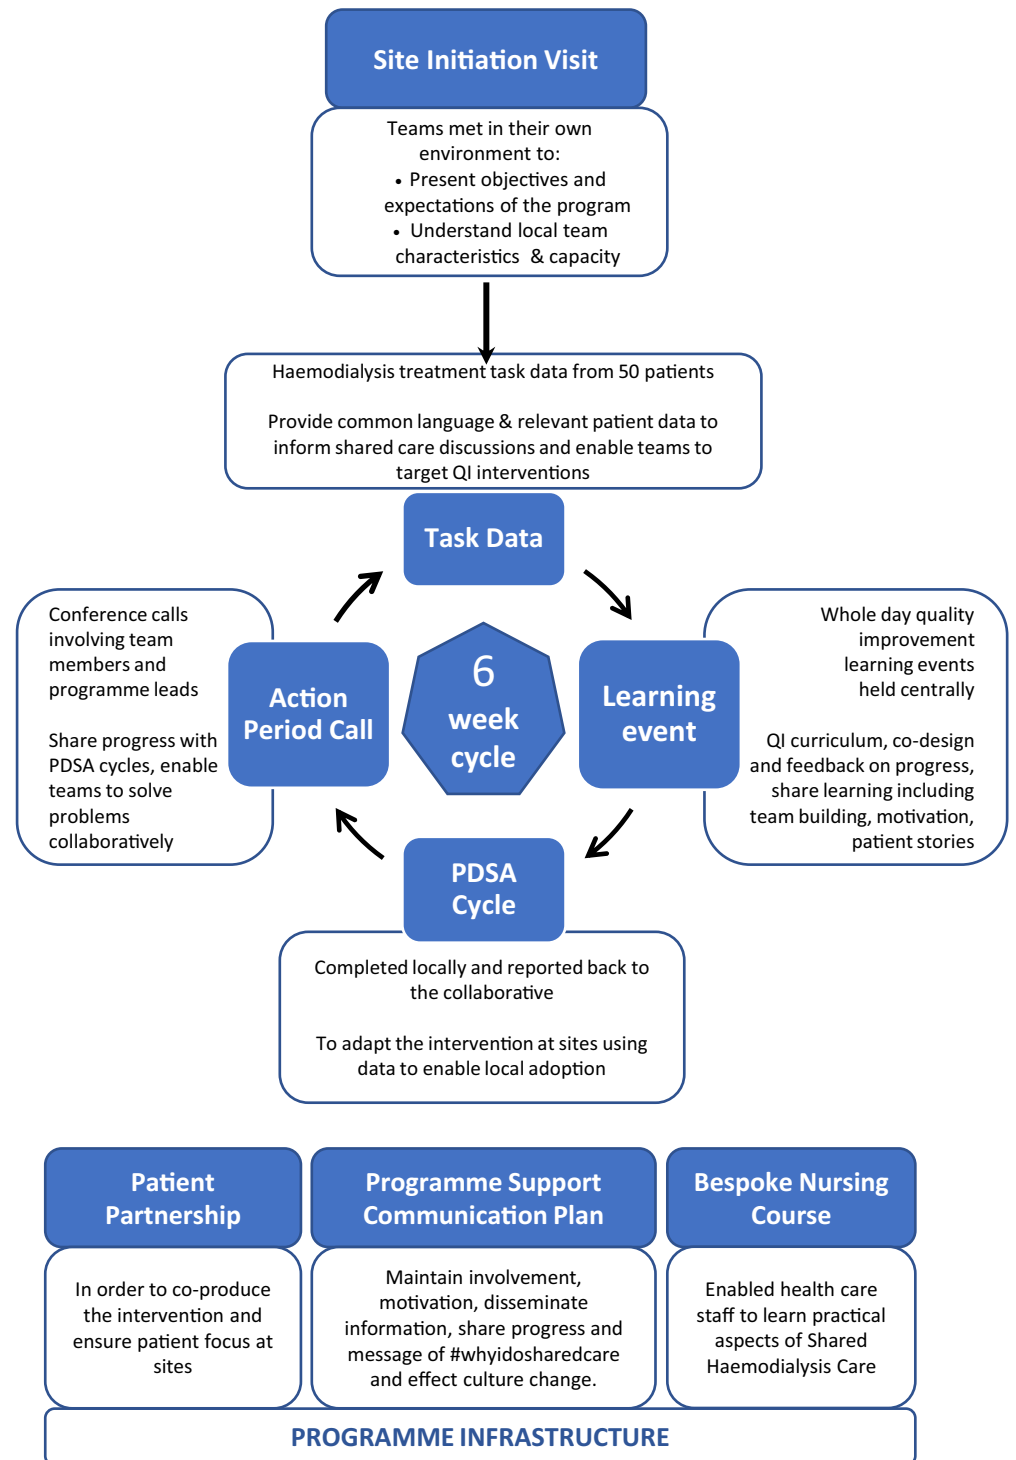 Site Initiation Visit
Teams met in their own
environment to:
• Present objectives and
expectations of the program
• Understand local team
characteristics & capacity
Haemodialysis treatment task data from 50 patients
Provide common language & relevant patient data to
inform shared care discussions and enable teams to
target QI interventions
Task Data
Conference calls
involving team
members and
programme leads
Share progress with
PDSA cycles, enable
teams to solve
problems
collaboratively
Action
Period Call
6
week
cycle
Learning
event
Whole day quality
improvement
learning events
held centrally
QI curriculum, co-design
and feedback on progress,
share learning including
team building, motivation,
patient stories
PDSA
Cycle
Completed locally and reported back to
the collaborative
To adapt the intervention at sites using
data to enable local adoption
Patient
Partnership
In order to co-produce
the intervention and
ensure patient focus at
sites
Programme Support
Communication Plan
Maintain involvement,
motivation, disseminate
information, share progress and
message of #whyidosharedcare
and effect culture change.
Bespoke Nursing
Course
Enabled health care
staff to learn practical
aspects of Shared
Haemodialysis Care
PROGRAMME INFRASTRUCTURE